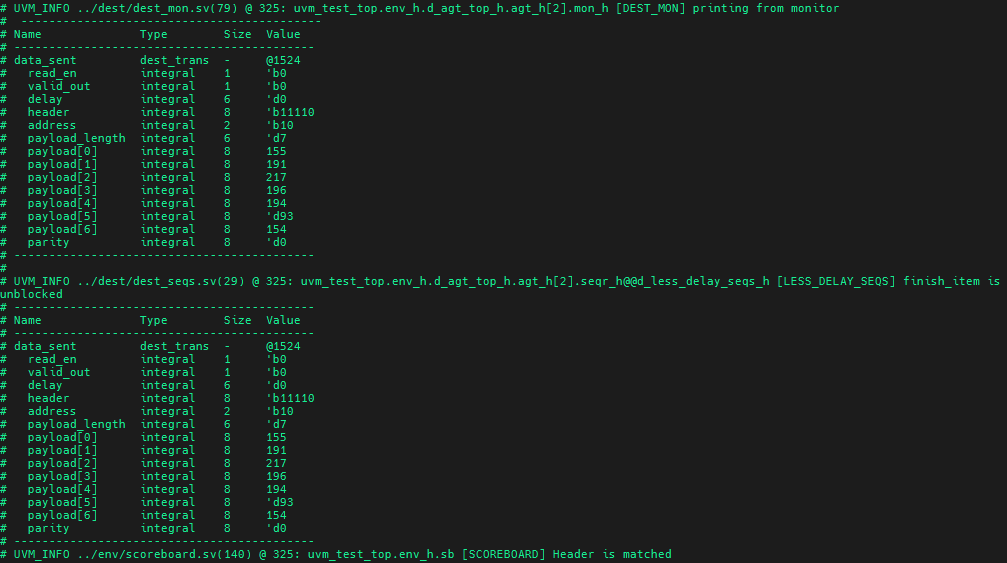 # UVM_INFO ../dest/dest_mon.sv(79) @ 325: uvm_test_top.env_h.d_agt_top_h.agt_h[2].mon_h [DEST_MON] printing from monitor
#  -----------------------------------------------
# Name              Type        Size  Value
# -------------------------------------------
# data_sent         dest_trans  -     @1524
#   read_en         integral    1     'b0
#   valid_out       integral    1     'b0
#   delay           integral    6     'd0
#   header          integral    8     'b11110
#   address         integral    2     'b10
#   payload_length  integral    6     'd7
#   payload[0]      integral    8     155
#   payload[1]      integral    8     191
#   payload[2]      integral    8     217
#   payload[3]      integral    8     196
#   payload[4]      integral    8     194
#   payload[5]      integral    8     'd93
#   payload[6]      integral    8     154
#   parity          integral    8     'd0
# -------------------------------------------
#
# UVM_INFO ../dest/dest_seqs.sv(29) @ 325: uvm_test_top.env_h.d_agt_top_h.agt_h[2].seqr_h@@d_less_delay_seqs_h [LESS_DELAY_SEQS] finish_item is
unblocked
#--------------------------------------------
# Name              Type        Size  Value
# -------------------------------------------
# data_sent         dest_trans  -     @1524
#   read_en         integral    1     'b0
#   valid_out       integral    1     'b0
#   delay           integral    6     'd0
#   header          integral    8     'b11110
#   address         integral    2     'b10
#   payload_length  integral    6     'd7
#   payload[0]      integral    8     155
#   payload[1]      integral    8     191
#   payload[2]      integral    8     217
#   payload[3]      integral    8     196
#   payload[4]      integral    8     194
#   payload[5]      integral    8     'd93
#   payload[6]      integral    8     154
#   parity          integral    8     'd0
# -------------------------------------------
# UVM_INFO ../env/scoreboard.sv(140) @ 325: uvm_test_top.env_h.sb [SCOREBOARD] Header is matched